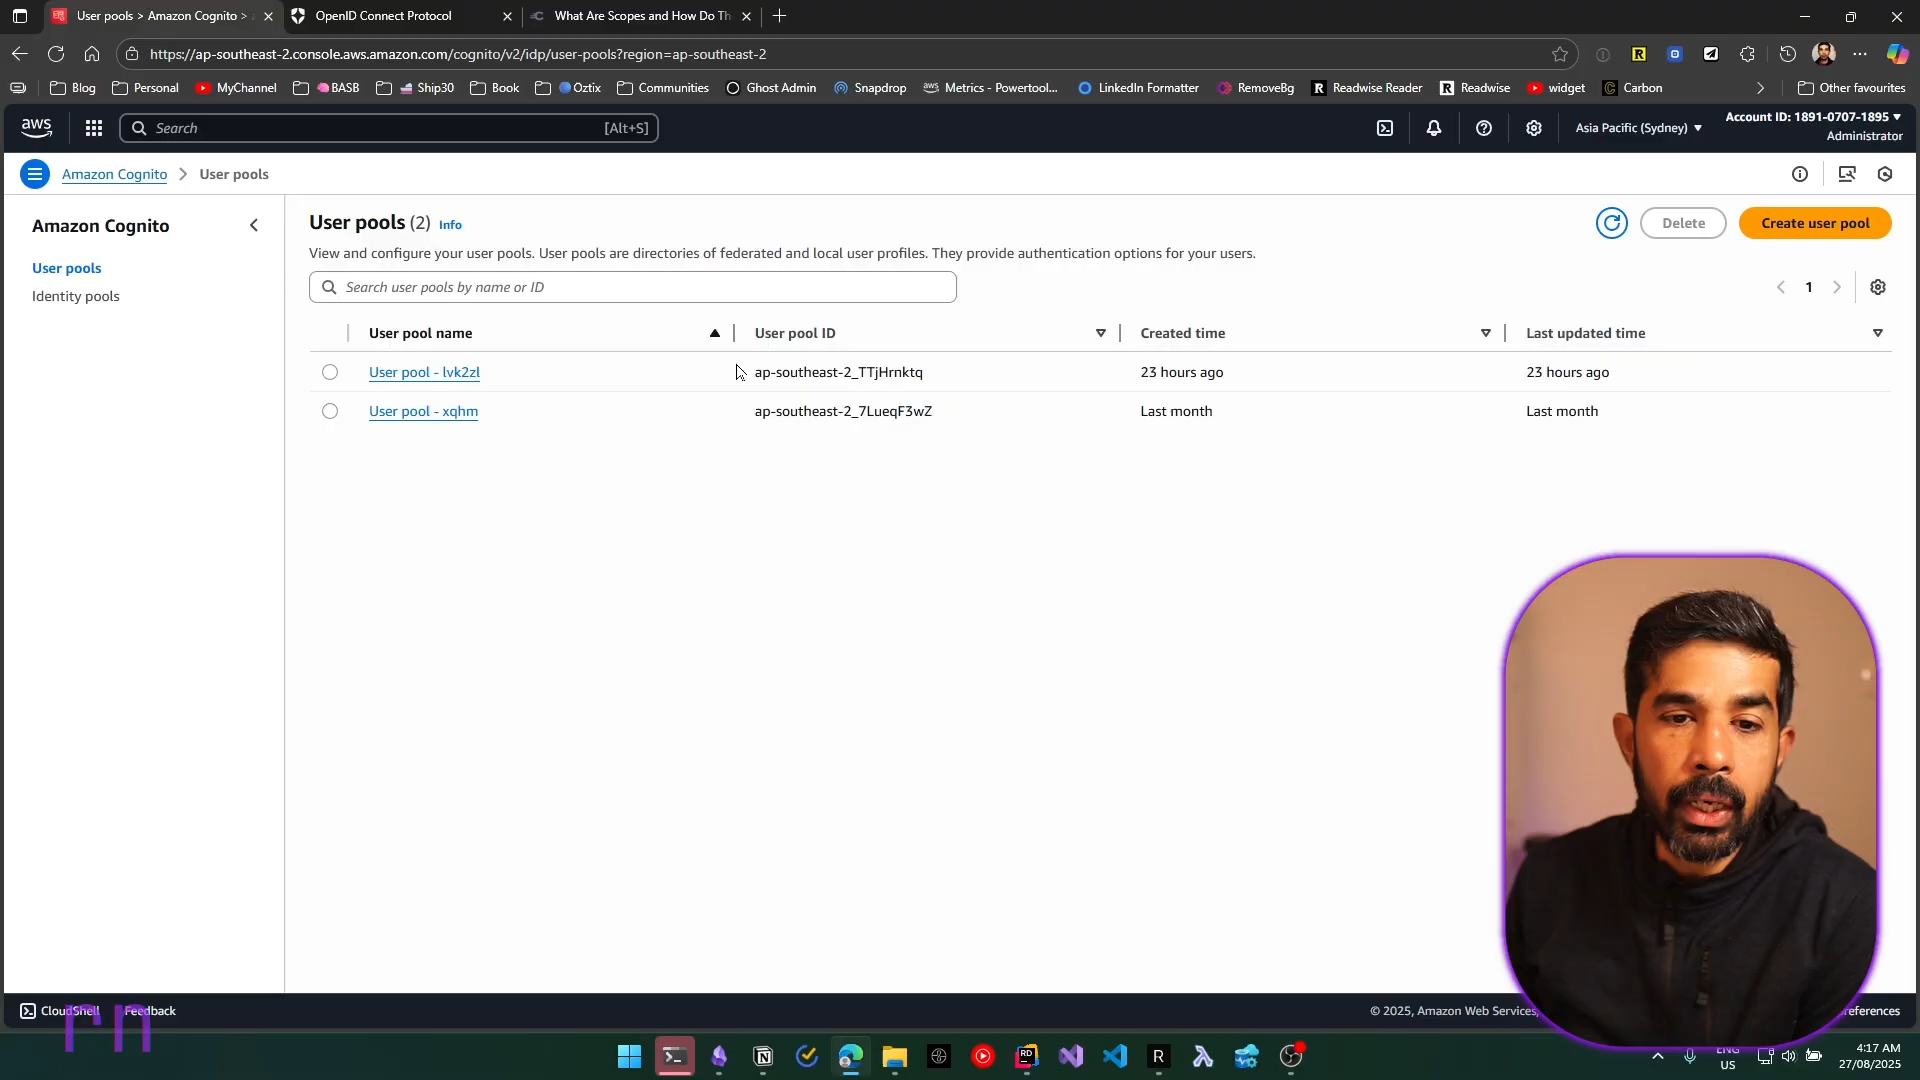 User pools > Amazon Cognito >
OpenID Connect Protocol
What Are Scopes and How Do Th
https://ap-southeast-2.console.aws.amazon.com/cognito/v2/idp/user-pools?region=ap-southeast-2
Blog
Personal
MyChannel
BASB
Ship30
Book
Oztix
Communities
Ghost Admin
Snapdrop
aws Metrics - Powertool...
LinkedIn Formatter
RemoveBg
R Readwise Reader
R Readwise
widget
Carbon
Other favourites
aws
Search
[Alt+S]
Asia Pacific (Sydney)
Account ID: 1891-0707-1895
Administrator
Amazon Cognito
User pools
Amazon Cognito
User pools
Identity pools
User pools (2) Info
Delete
Create user pool
View and configure your user pools. User pools are directories of federated and local user profiles. They provide authentication options for your users.
Search user pools by name or ID
1
User pool name
User pool ID
Created time
Last updated time
User pool - lvk2zl
ap-southeast-2_TTjHrnktq
23 hours ago
23 hours ago
User pool - xqhm
ap-southeast-2_7LueqF3wZ
Last month
Last month
CloudShell
Feedback
rn
© 2025, Amazon Web Services,
references
RD
R
ENG
US
4:17 AM
27/08/2025